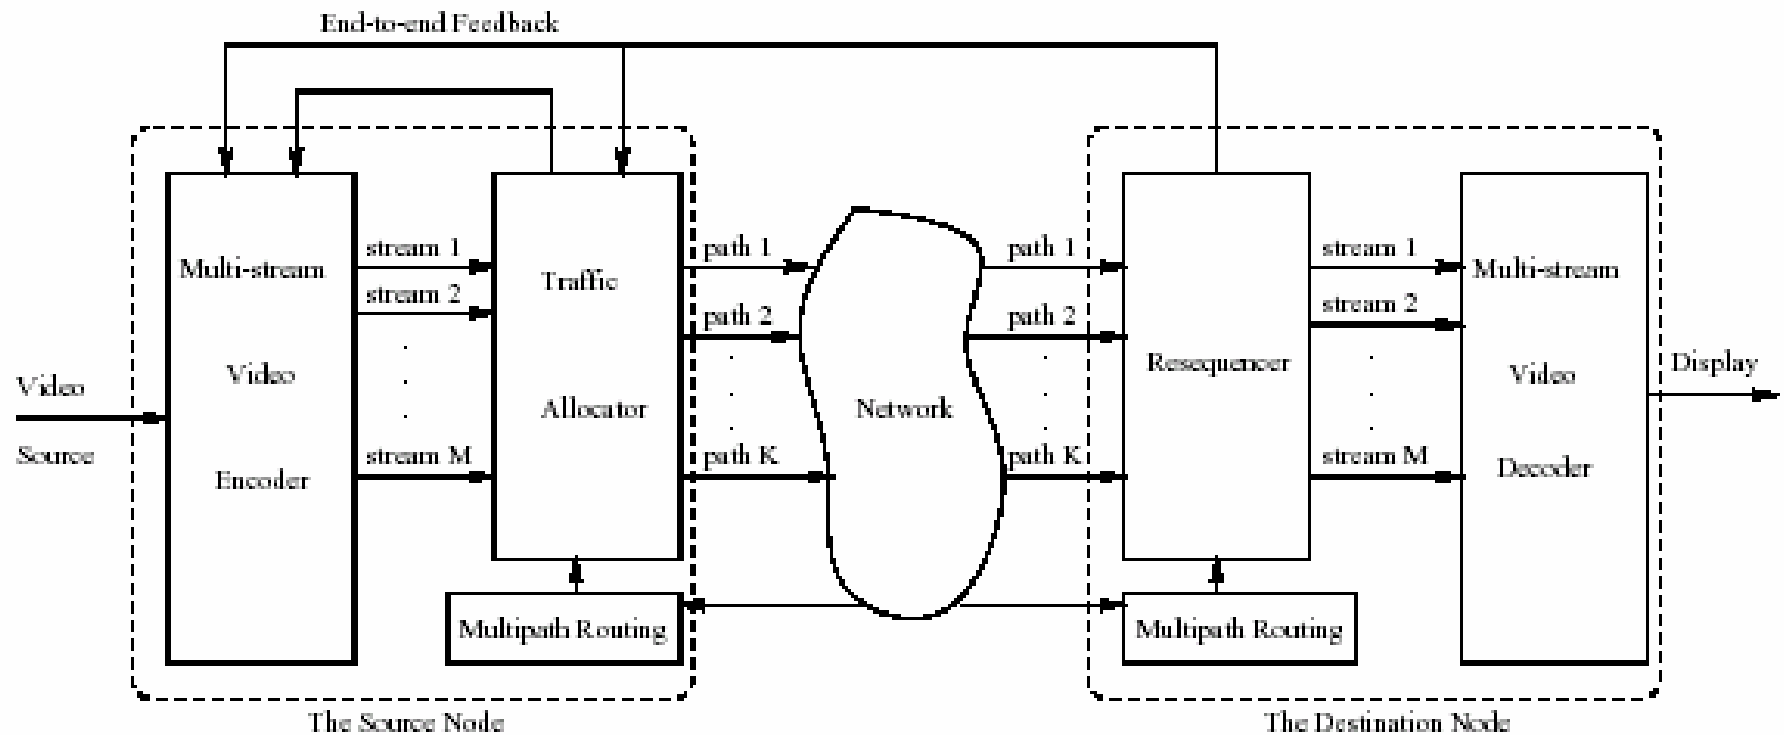 End-to-end Feedback
Video
Source
Multi-stream
Video
Encoder
stream 1
stream 2
stream M
Traffic
Allocator
path 1
path 2
path K
Network
path 1
path 2
path K
Resequencer
stream 1
stream 2
stream M
Multi-stream
Video
Decoder
Display
Multipath Routing
Multipath Routing
The Source Node
The Destination Node